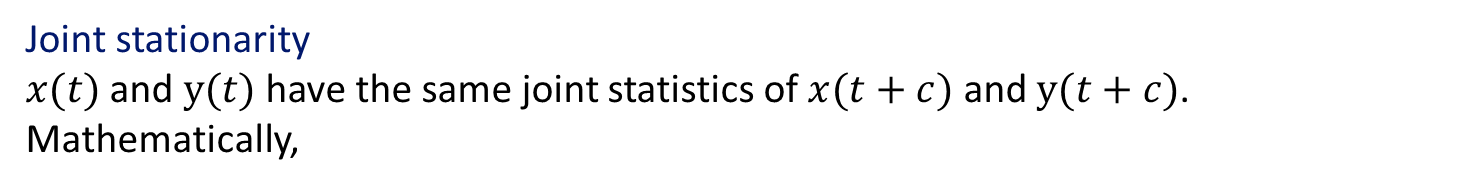 Joint stationarity
x(t) and y(t) have the same joint statistics of x(t + c) and y(t + c).
Mathematically,